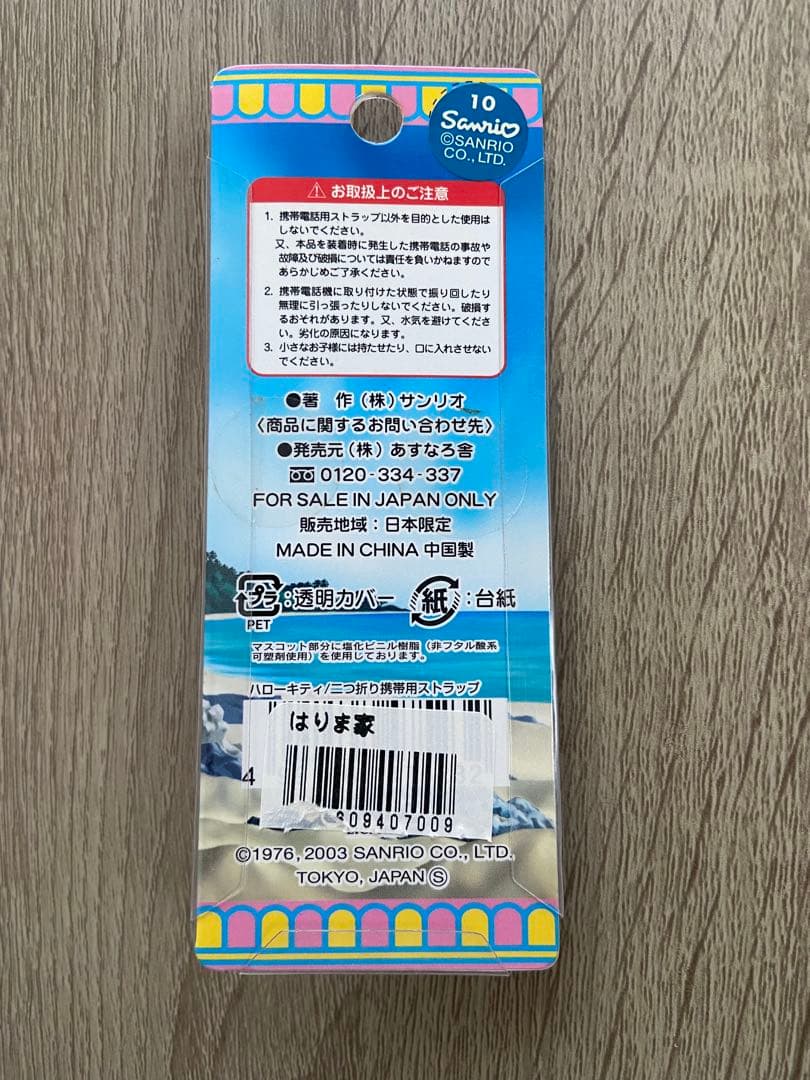 10
Sanrio
©SANRIO
CO., LTD.
⚠ お取扱上のご注意
1. 携帯電話用ストラップ以外を目的とした使用は
しないでください。
又、本品を装着時に発生した携帯電話の事故や
故障及び破損については責任を負いかねますので
あらかじめご了承ください。
2. 携帯電話機に取り付けた状態で振り回したり
無理に引っ張ったりしないでください。破損す
るおそれがあります。又、水気を避けてくださ
い。劣化の原因になります。
3. 小さなお子様には持たせたり、口に入れさせない
でください。
●著 作(株)サンリオ
〈商品に関するお問い合わせ先〉
●発売元(株)あすなろ舎
0120-334-337
FOR SALE IN JAPAN ONLY
販売地域:日本限定
MADE IN CHINA 中国製
プラ:透明カバー 紙:台紙
PET
マスコット部分に塩化ビニル樹脂(非フタル酸系
可塑剤使用)を使用しております。
ハローキティ/二つ折り携帯用ストラップ
はりま家
4
609407009
©1976, 2003 SANRIO CO., LTD.
TOKYO, JAPAN Ⓢ